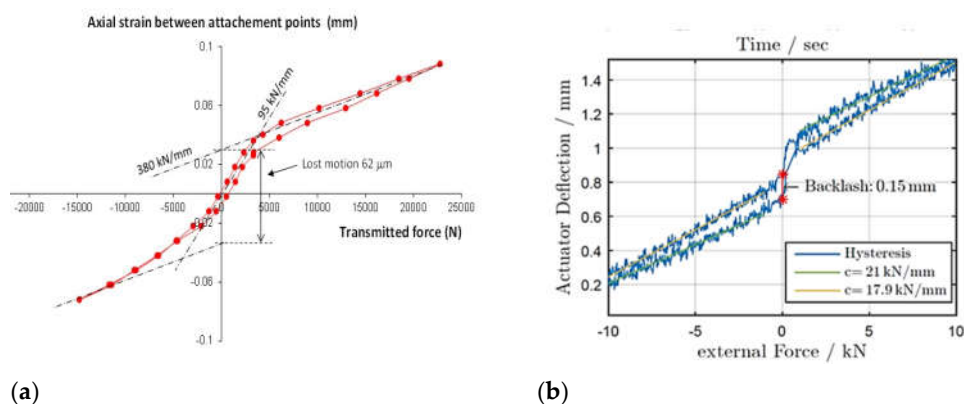 Axial strain between attachement points (mm)
0.1
0.06
95 kN/mm
380 kN/mm
0.02
Lost motion 62 µm
-20000 -15000 -10000 -5000 0 5000 10000 15000 20000 25000
-0.02
Transmitted force (N)
-0.06
-0.1
(a)
Time / sec
Actuator Deflection / mm
1.4
1.2
1
0.8
0.6
0.4
0.2
Backlash: 0.15 mm
Hysteresis
c= 21 kN/mm
c= 17.9 kN/mm
-10 -5 0 5 10
external Force / kN
(b)